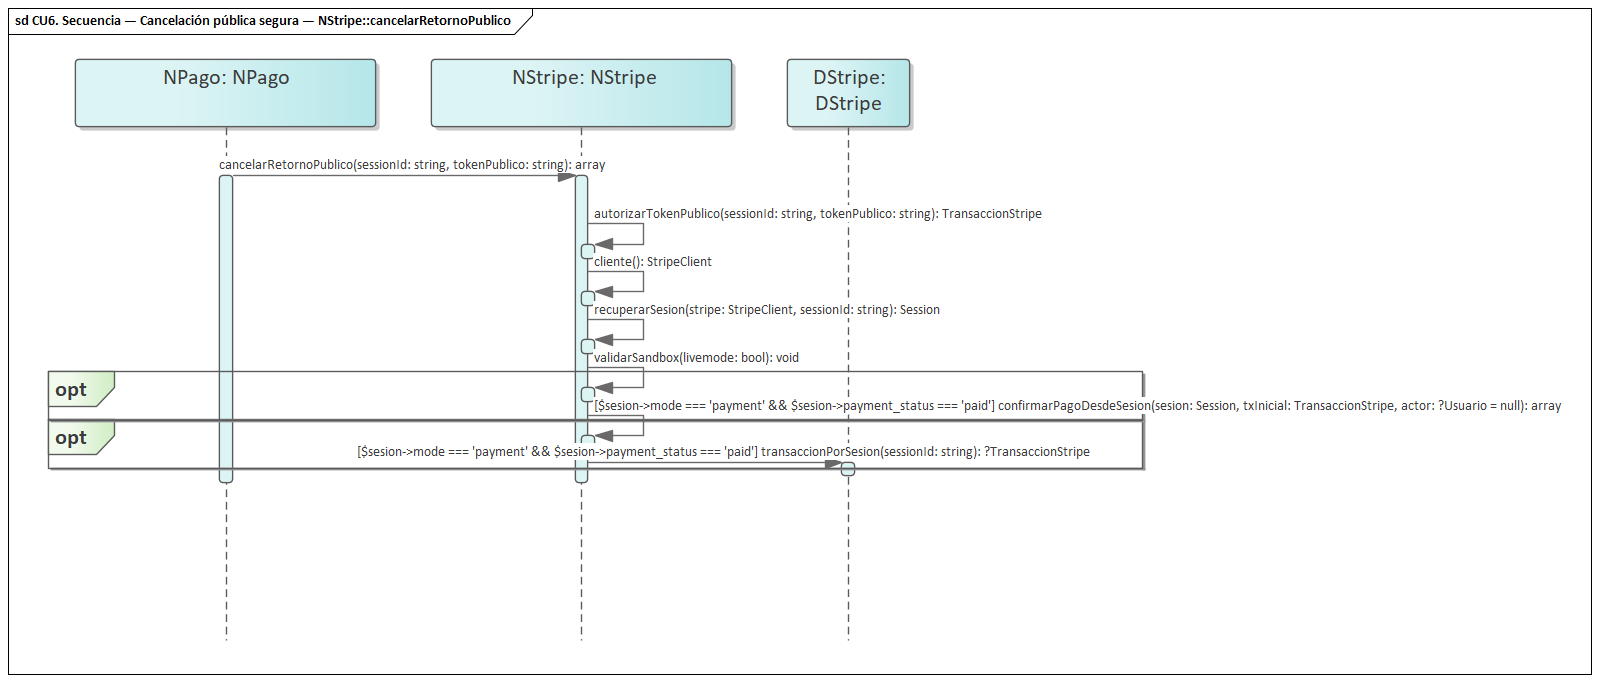 sd CU6. Secuencia — Cancelación pública segura — NStripe::cancelarRetornoPublico
NPago: NPago
NStripe: NStripe
DStripe:
DStripe
cancelarRetornoPublico(sessionId: string, tokenPublico: string): array
autorizarTokenPublico(sessionId: string, tokenPublico: string): TransaccionStripe
cliente(): StripeClient
recuperarSesion(stripe: StripeClient, sessionId: string): Session
validarSandbox(livemode: bool): void
opt
[$sesion->mode === 'payment' && $sesion->payment_status === 'paid'] confirmarPagoDesdeSesion(sesion: Session, txInicial: TransaccionStripe, actor: ?Usuario = null): array
opt
[$sesion->mode === 'payment' && $sesion->payment_status === 'paid'] transaccionPorSesion(sessionId: string): ?TransaccionStripe